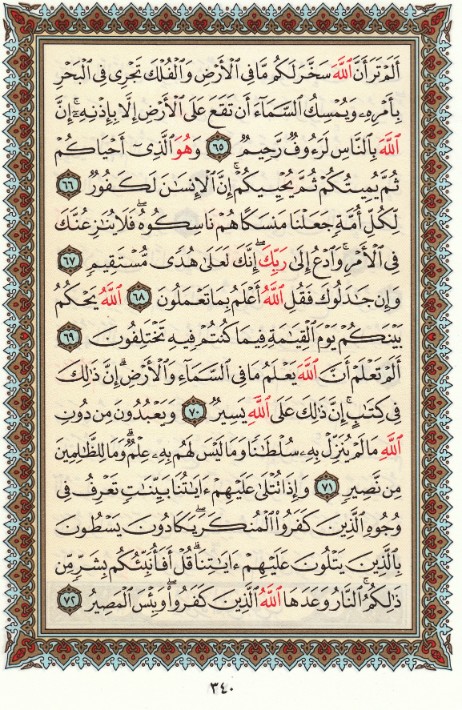 أَلَمْ تَرَ أَنَّ ٱللَّهَ سَخَّرَ لَكُم مَّا فِى ٱلْأَرْضِ وَٱلْفُلْكَ تَجْرِى فِى ٱلْبَحْرِ
بِأَمْرِهِۦ وَيُمْسِكُ ٱلسَّمَآءَ أَن تَقَعَ عَلَى ٱلْأَرْضِ إِلَّا بِإِذْنِهِۦٓ ۗ إِنَّ
ٱللَّهَ بِٱلنَّاسِ لَرَءُوفٌ رَّحِيمٌ ٦٥ وَهُوَ ٱلَّذِىٓ أَحْيَاكُمْ
ثُمَّ يُمِيتُكُمْ ثُمَّ يُحْيِيكُمْ ۗ إِنَّ ٱلْإِنسَٰنَ لَكَفُورٌ ٦٦
لِّكُلِّ أُمَّةٍ جَعَلْنَا مَنسَكًا هُمْ نَاسِكُوهُ ۖ فَلَا يُنَٰزِعُنَّكَ
فِى ٱلْأَمْرِ ۚ وَٱدْعُ إِلَىٰ رَبِّكَ ۖ إِنَّكَ لَعَلَىٰ هُدًى مُّسْتَقِيمٍ ٦٧
وَإِن جَٰدَلُوكَ فَقُلِ ٱللَّهُ أَعْلَمُ بِمَا تَعْمَلُونَ ٦٨ ٱللَّهُ يَحْكُمُ
بَيْنَكُمْ يَوْمَ ٱلْقِيَٰمَةِ فِيمَا كُنتُمْ فِيهِ تَخْتَلِفُونَ ٦٩
أَلَمْ تَعْلَمْ أَنَّ ٱللَّهَ يَعْلَمُ مَا فِى ٱلسَّمَآءِ وَٱلْأَرْضِ ۗ إِنَّ ذَٰلِكَ
فِى كِتَٰبٍ ۚ إِنَّ ذَٰلِكَ عَلَى ٱللَّهِ يَسِيرٌ ٧٠ وَيَعْبُدُونَ مِن دُونِ
ٱللَّهِ مَا لَمْ يُنَزِّلْ بِهِۦ سُلْطَٰنًا وَمَا لَيْسَ لَهُم بِهِۦ عِلْمٌ ۗ وَمَا لِلظَّٰلِمِينَ
مِن نَّصِيرٍ ٧١ وَإِذَا تُتْلَىٰ عَلَيْهِمْ ءَايَٰتُنَا بَيِّنَٰتٍ تَعْرِفُ فِى
وُجُوهِ ٱلَّذِينَ كَفَرُوا۟ ٱلْمُنكَرَ ۖ يَكَادُونَ يَسْطُونَ
بِٱلَّذِينَ يَتْلُونَ عَلَيْهِمْ ءَايَٰتِنَا ۗ قُلْ أَفَأُنَبِّئُكُم بِشَرٍّ مِّن
ذَٰلِكُمُ ۗ ٱلنَّارُ وَعَدَهَا ٱللَّهُ ٱلَّذِينَ كَفَرُوا۟ ۖ وَبِئْسَ ٱلْمَصِيرُ ٧٢
٣٤٠